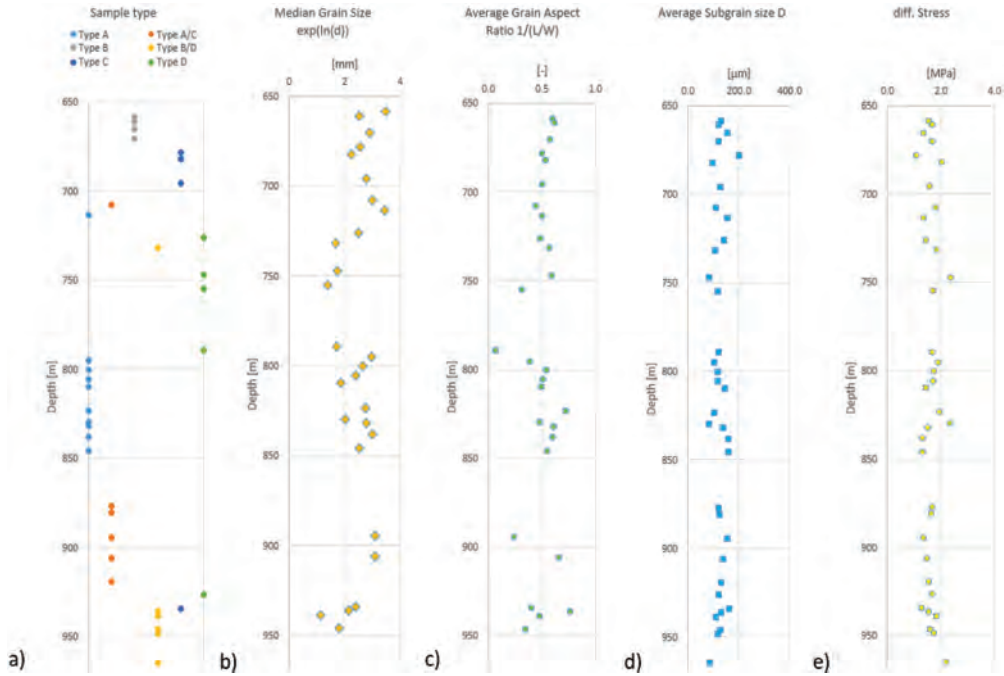 Sample type
Type A
Type A/C
Type B
Type B/D
Type C
Type D
650
700
750
800
850
900
950
Depth [m]
a)
Median Grain Size
exp(ln(d))
[mm]
0 2 4
650
700
750
800
850
900
950
Depth [m]
b)
Average Grain Aspect
Ratio 1/(L/W)
[-]
0.0 0.5 1.0
650
700
750
800
850
900
950
Depth [m]
c)
Average Subgrain size D
[µm]
0.0 200.0 400.0
650
700
750
800
850
900
950
Depth [m]
d)
diff. Stress
[MPa]
0.0 2.0 4.0
650
700
750
800
850
900
950
Depth [m]
e)